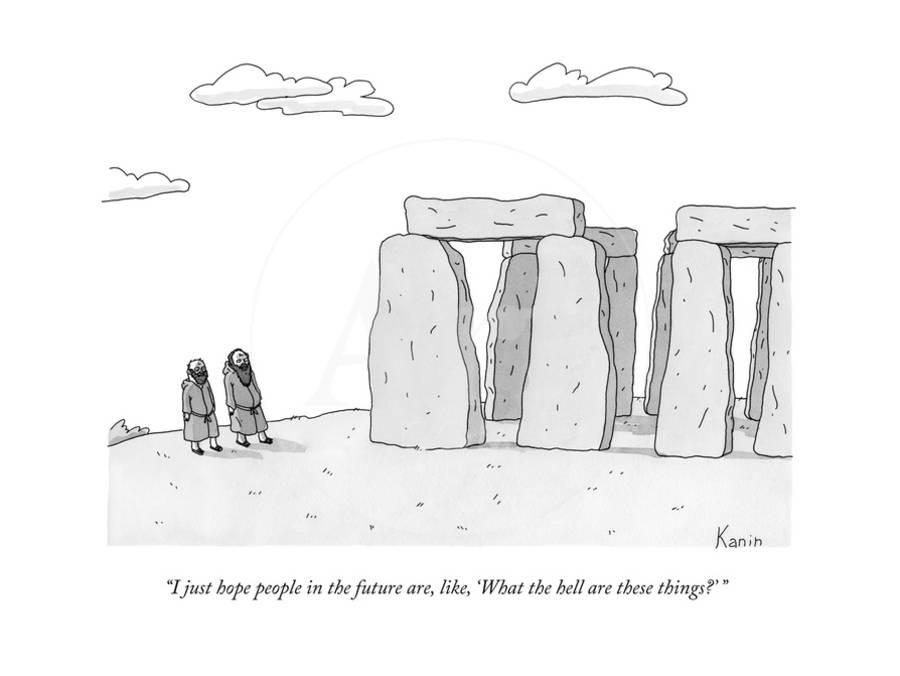 Kanin
“I just hope people in the future are, like, ‘What the hell are these things?’ ”